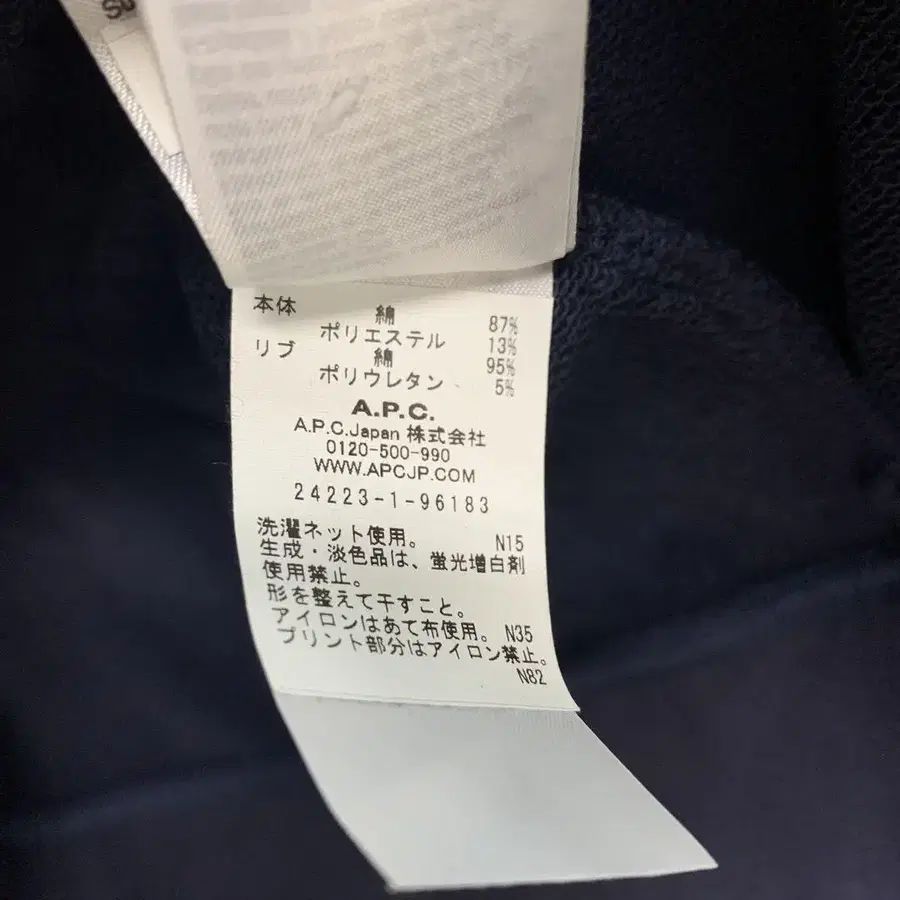 本体 綿 87%
ポリエステル 13%
リブ 綿 95%
ポリウレタン 5%
A.P.C.
A.P.C.Japan 株式会社
0120-500-990
WWW.APCJP.COM
24223-1-96183
洗濯ネット使用。 N15
生成・淡色品は、蛍光増白剤
使用禁止。
形を整えて干すこと。
アイロンはあて布使用。 N35
プリント部分はアイロン禁止。
N82